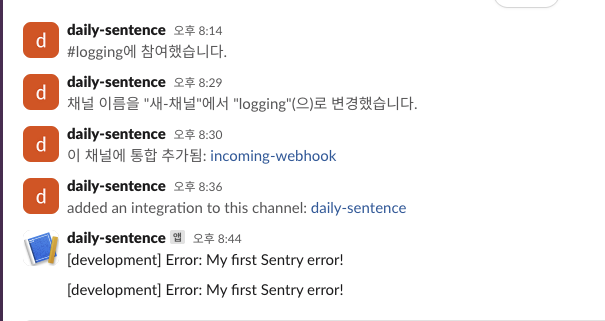 d
daily-sentence 오후 8:14
#logging에 참여했습니다.
d
daily-sentence 오후 8:29
채널 이름을 "새-채널"에서 "logging"(으)로 변경했습니다.
d
daily-sentence 오후 8:30
이 채널에 통합 추가됨: incoming-webhook
d
daily-sentence 오후 8:36
added an integration to this channel: daily-sentence
daily-sentence 앱 오후 8:44
[development] Error: My first Sentry error!
[development] Error: My first Sentry error!